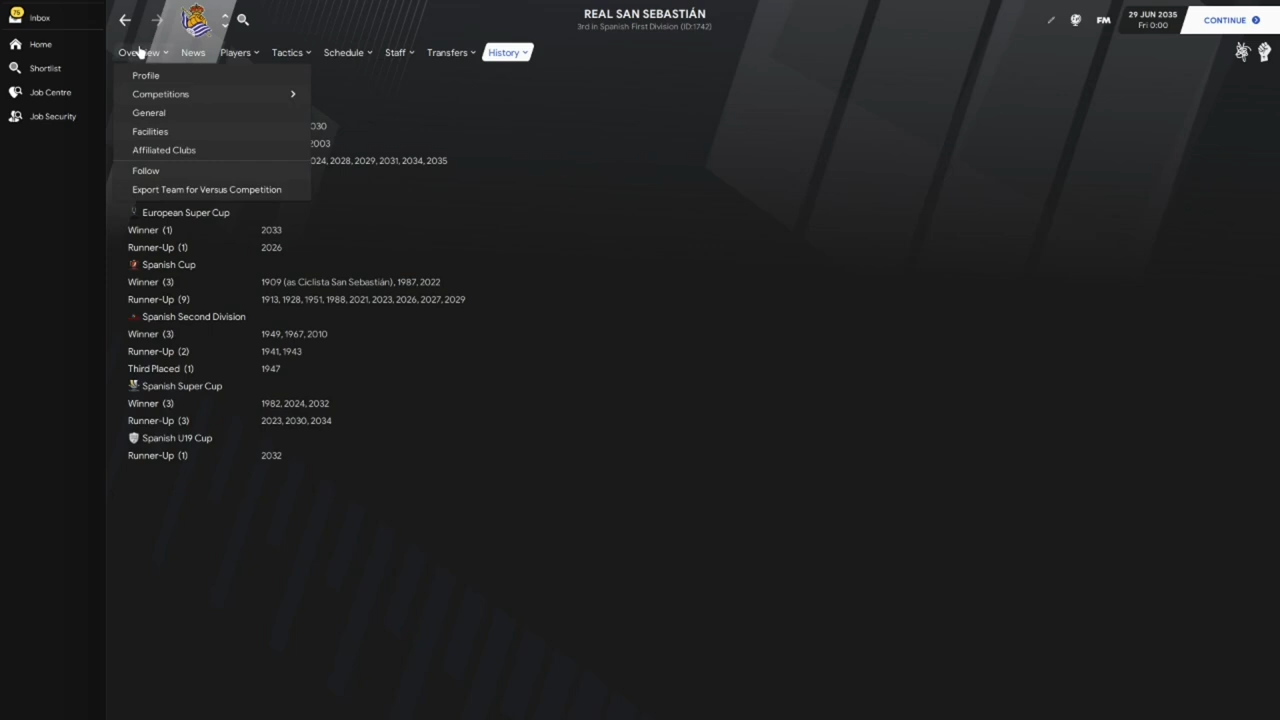 75
Inbox
Home
Shortlist
Job Centre
Job Security
REAL SAN SEBASTIÁN
3rd in Spanish First Division (ID:1742)
FM
29 JUN 2035
Fri 0:00
CONTINUE
Overview
News
Players
Tactics
Schedule
Staff
Transfers
History
Profile
Competitions
General
Facilities
Affiliated Clubs
Follow
Export Team for Versus Competition
030
2003
024, 2028, 2029, 2031, 2034, 2035
European Super Cup
Winner (1) 2033
Runner-Up (1) 2026
Spanish Cup
Winner (3) 1909 (as Ciclista San Sebastián), 1987, 2022
Runner-Up (9) 1913, 1928, 1951, 1988, 2021, 2023, 2026, 2027, 2029
Spanish Second Division
Winner (3) 1949, 1967, 2010
Runner-Up (2) 1941, 1943
Third Placed (1) 1947
Spanish Super Cup
Winner (3) 1982, 2024, 2032
Runner-Up (3) 2023, 2030, 2034
Spanish U19 Cup
Runner-Up (1) 2032